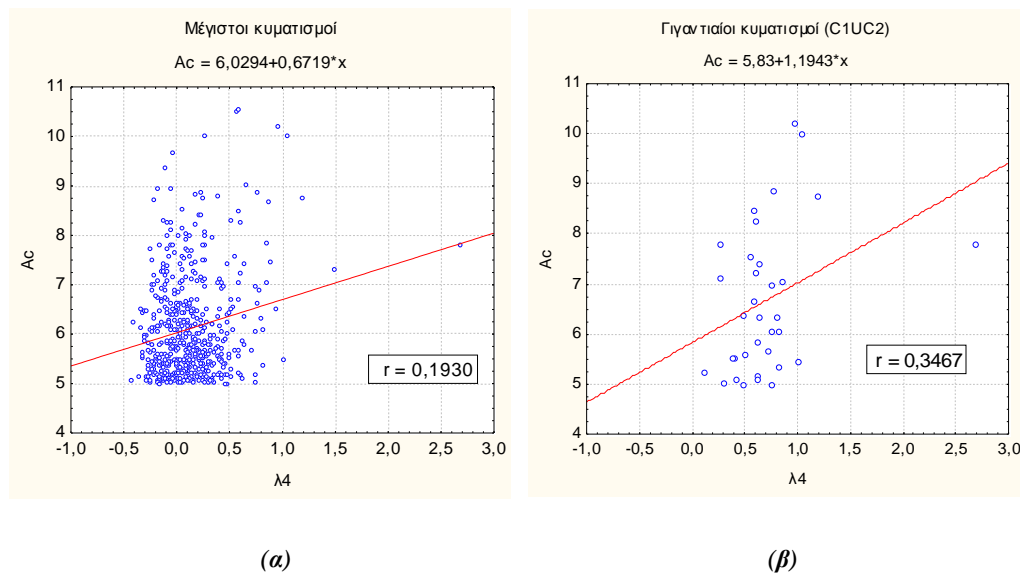 Μέγιστοι κυματισμοί
Ac = 6,0294+0,6719*x
11
10
9
8
7
6
5
4
Ac
r = 0,1930
-1,0 -0,5 0,0 0,5 1,0 1,5 2,0 2,5 3,0
λ4
(α)
Γιγαντιαίοι κυματισμοί (C1UC2)
Ac = 5,83+1,1943*x
11
10
9
8
7
6
5
4
Ac
r = 0,3467
-1,0 -0,5 0,0 0,5 1,0 1,5 2,0 2,5 3,0
λ4
(β)